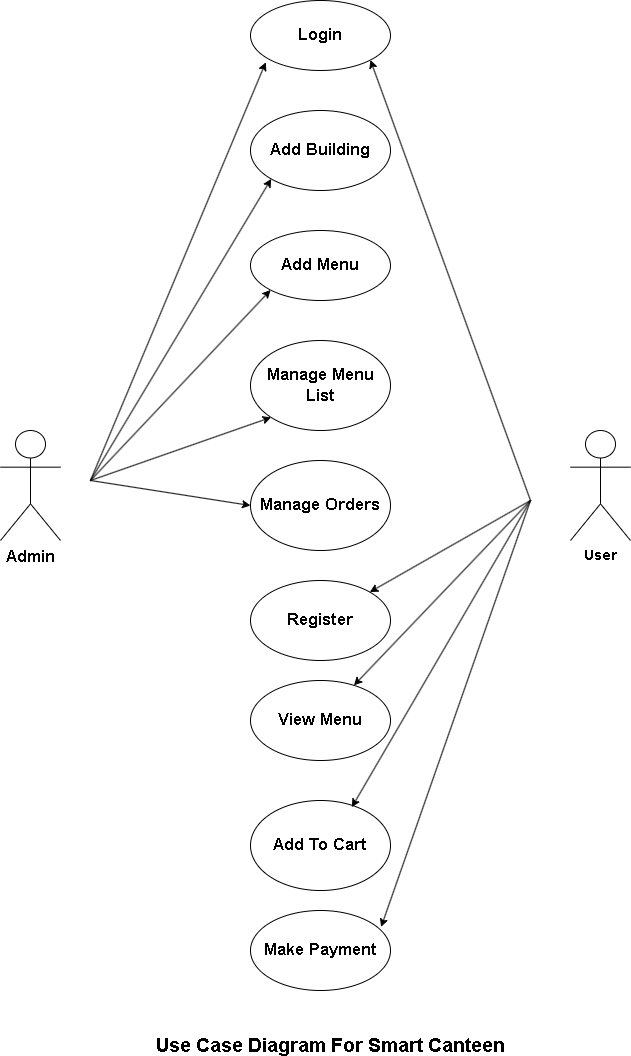 Login
Add Building
Add Menu
Manage Menu
List
Manage Orders
Admin
User
Register
View Menu
Add To Cart
Make Payment
Use Case Diagram For Smart Canteen